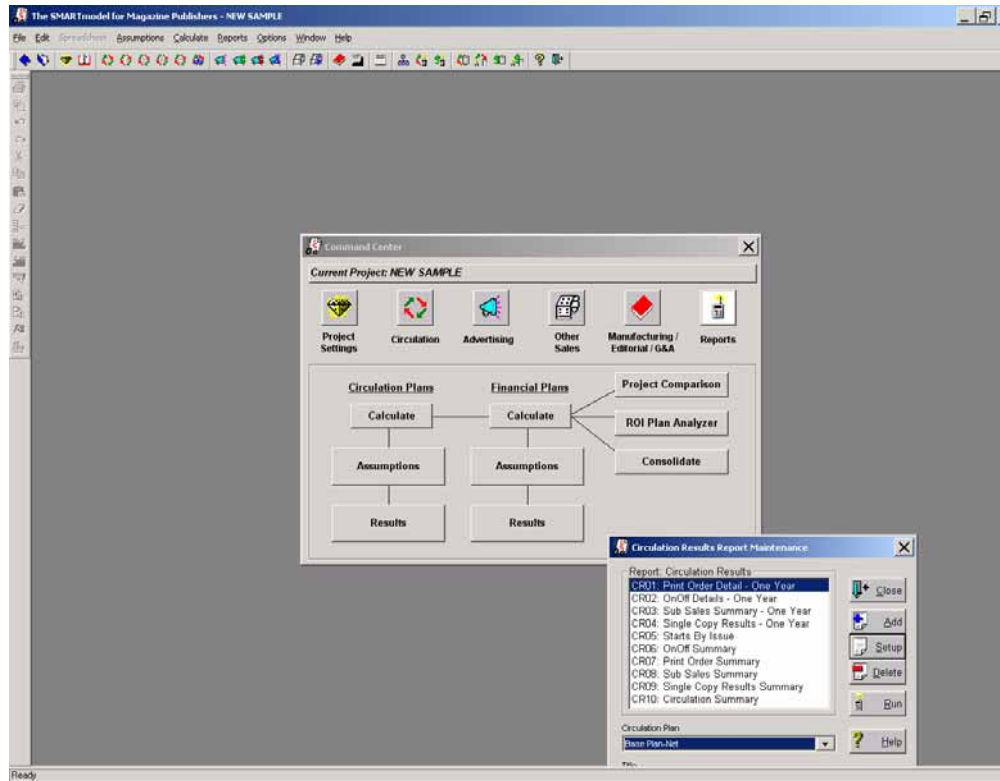 The SMARTmodel for Magazine Publishers - NEW SAMPLE
File Edit Spreadsheet Assumptions Calculate Reports Options Window Help
Command Center
Current Project: NEW SAMPLE
Project Settings
Circulation
Advertising
Other Sales
Manufacturing / Editorial / G&A
Reports
Circulation Plans
Financial Plans
Project Comparison
Calculate
Calculate
ROI Plan Analyzer
Assumptions
Assumptions
Consolidate
Results
Results
Circulation Results Report Maintenance
Report: Circulation Results
CR01: Print Order Detail - One Year
CR02: OnOff Details - One Year
CR03: Sub Sales Summary - One Year
CR04: Single Copy Results - One Year
CR05: Starts By Issue
CR06: OnOff Summary
CR07: Print Order Summary
CR08: Sub Sales Summary
CR09: Single Copy Results Summary
CR10: Circulation Summary
Close
Add
Setup
Delete
Run
Help
Circulation Plan
Base Plan-Net
Title
Ready